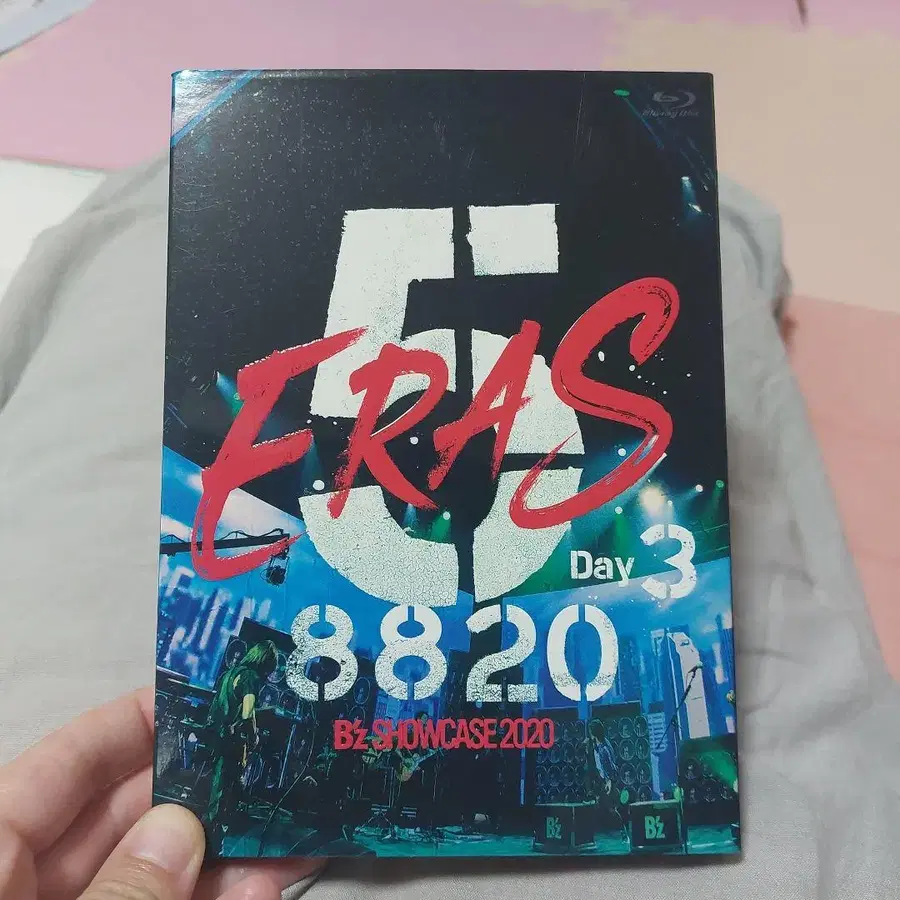 Blu-ray Disc
5
ERAS
Day 3
8820
B'z SHOWCASE 2020
B'z
B'z